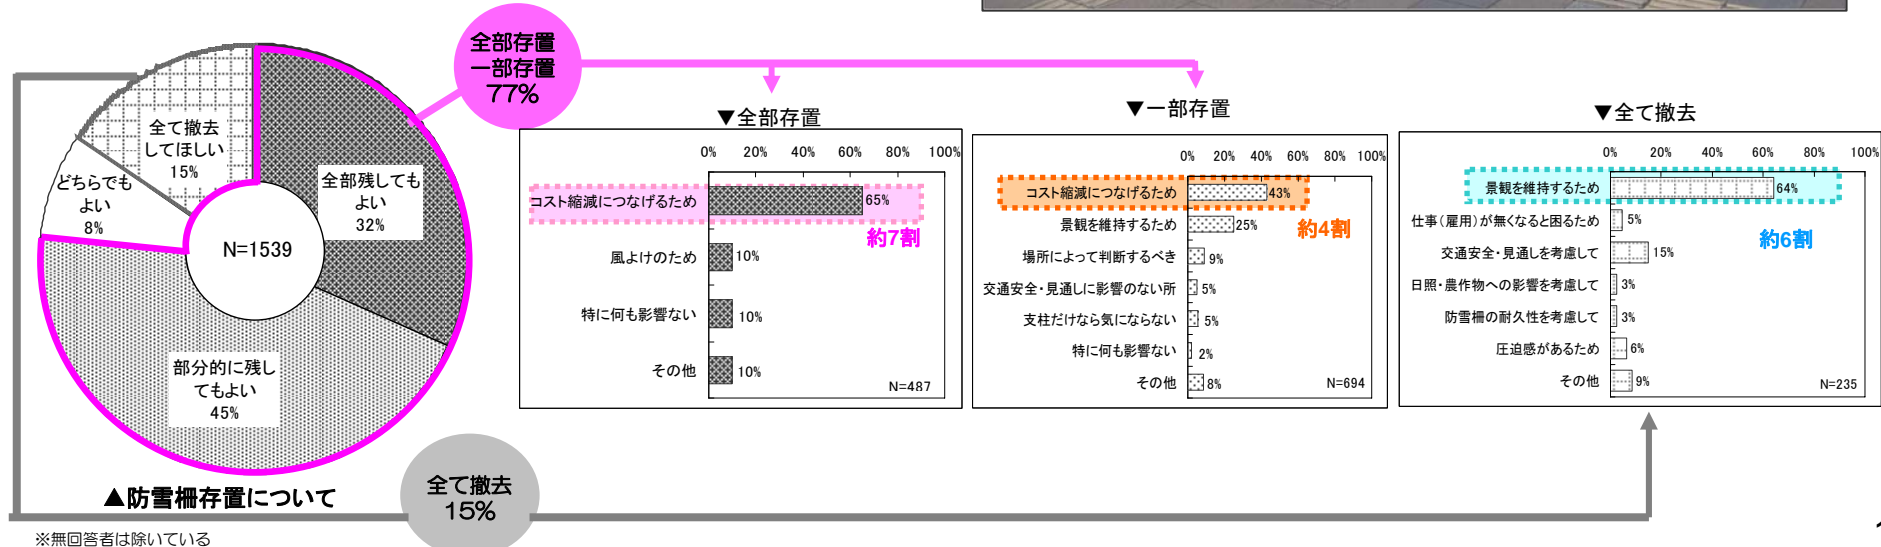 全部存置
一部存置
77%
全て撤去
してほしい
15%
どちらでも
よい
8%
全部残しても
よい
32%
N=1539
部分的に残し
てもよい
45%
▲防雪柵存置について
※無回答者は除いている
全て撤去
15%
▼全部存置
0% 20% 40% 60% 80% 100%
コスト縮減につなげるため 65%
約7割
風よけのため 10%
特に何も影響ない 10%
その他 10%
N=487
▼一部存置
0% 20% 40% 60% 80% 100%
コスト縮減につなげるため 43%
景観を維持するため 25%
約4割
場所によって判断するべき 9%
交通安全・見通しに影響のない所 5%
支柱だけなら気にならない 5%
特に何も影響ない 2%
その他 8%
N=694
▼全て撤去
0% 20% 40% 60% 80% 100%
景観を維持するため 64%
仕事(雇用)が無くなると困るため 5%
約6割
交通安全・見通しを考慮して 15%
日照・農作物への影響を考慮して 3%
防雪柵の耐久性を考慮して 3%
圧迫感があるため 6%
その他 9%
N=235